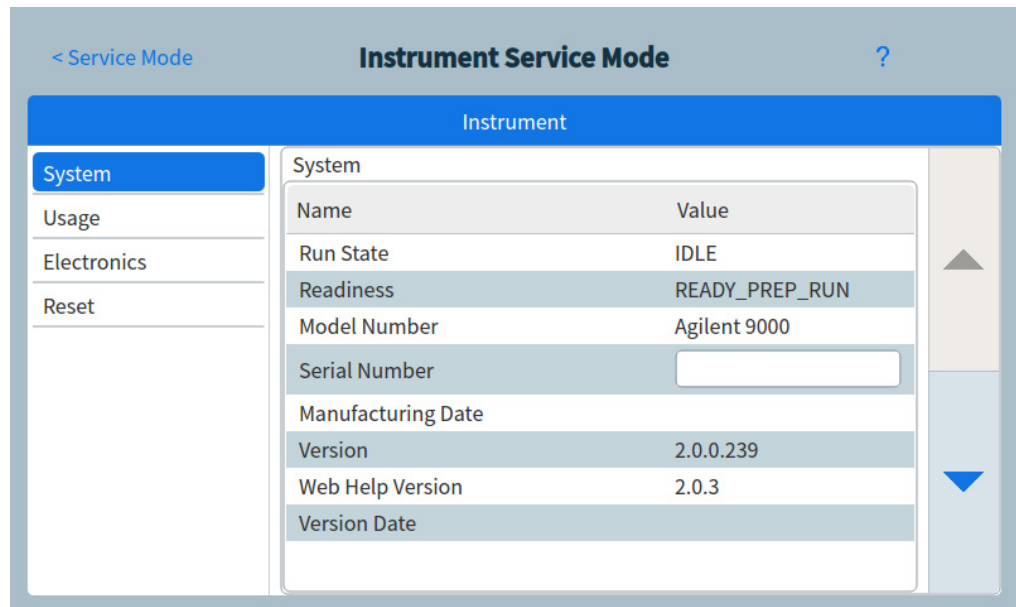 < Service Mode Instrument Service Mode ?
Instrument
System
Usage
Electronics
Reset
System
Name Value
Run State IDLE
Readiness READY_PREP_RUN
Model Number Agilent 9000
Serial Number
Manufacturing Date
Version 2.0.0.239
Web Help Version 2.0.3
Version Date